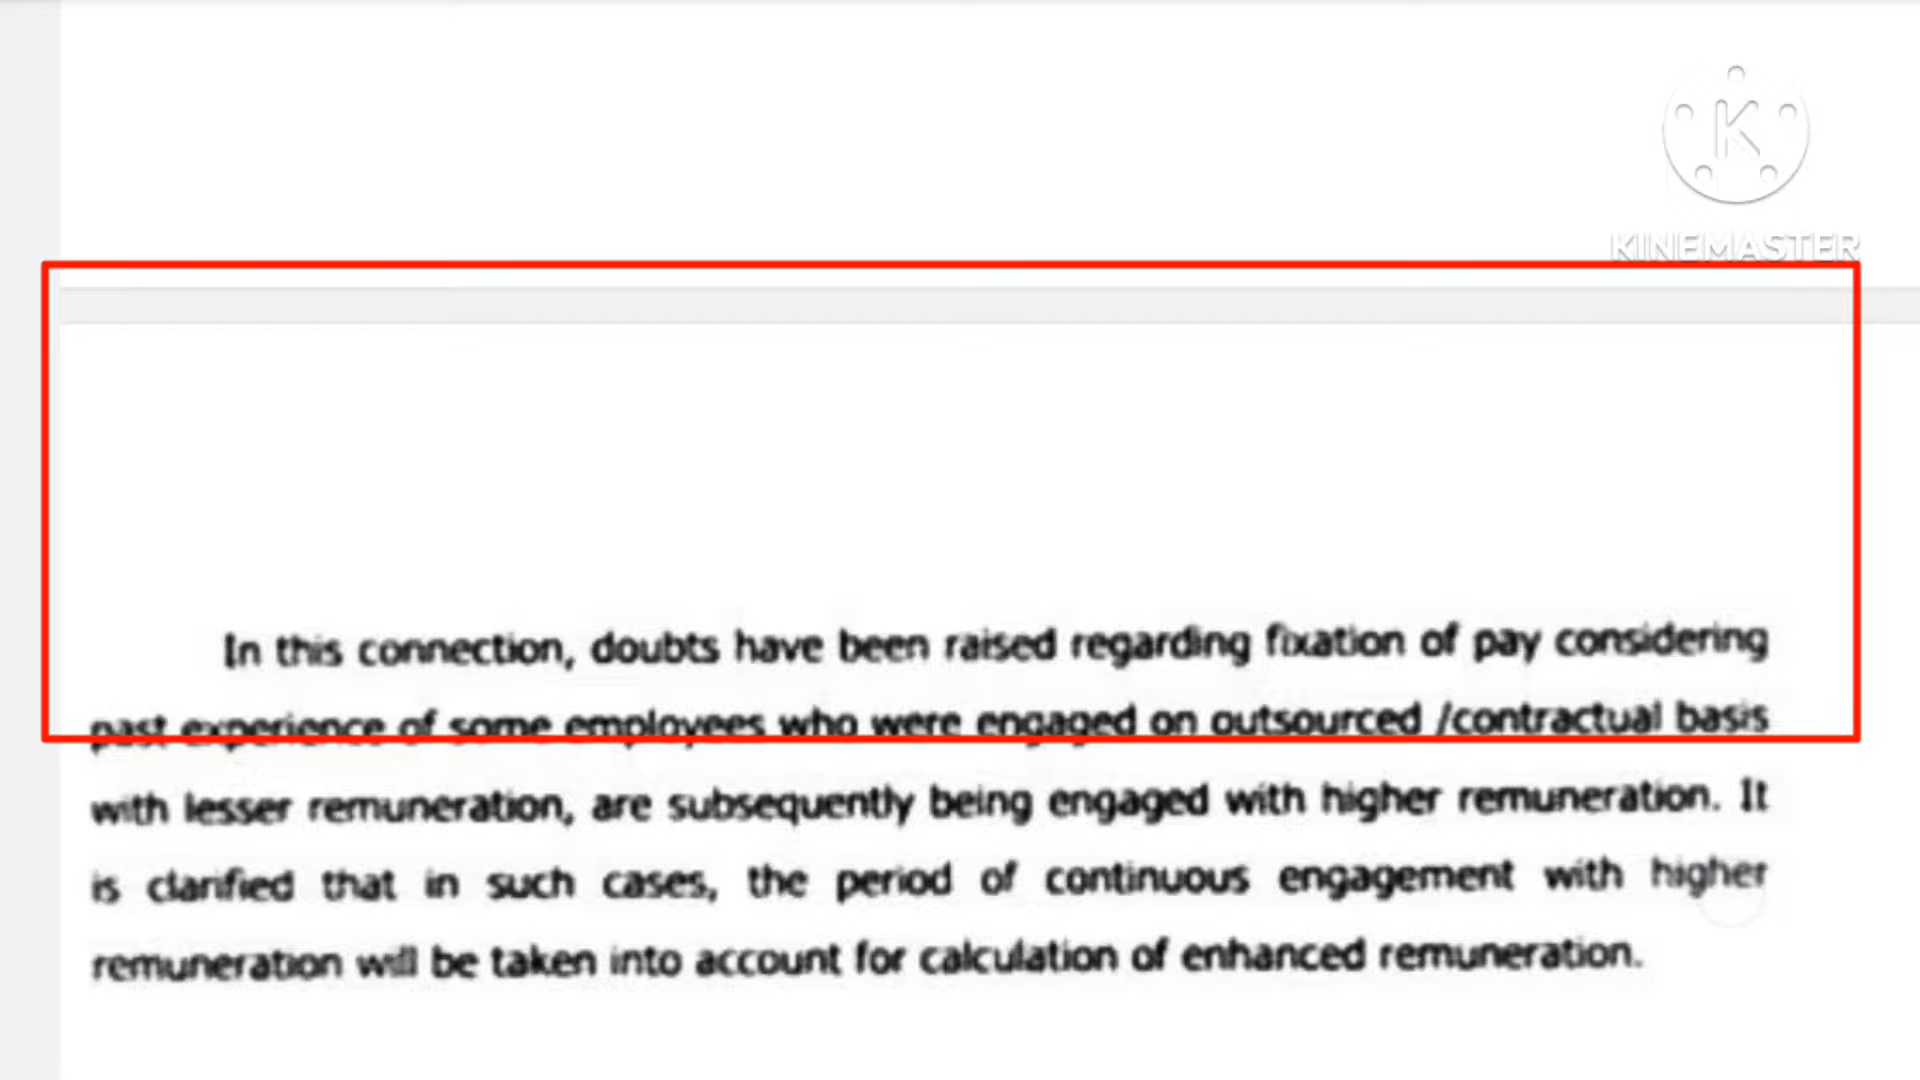 K
KINEMASTER
In this connection, doubts have been raised regarding fixation of pay considering
past experience of some employees who were engaged on outsourced /contractual basis
with lesser remuneration, are subsequently being engaged with higher remuneration. It
is clarified that in such cases, the period of continuous engagement with higher
remuneration will be taken into account for calculation of enhanced remuneration.